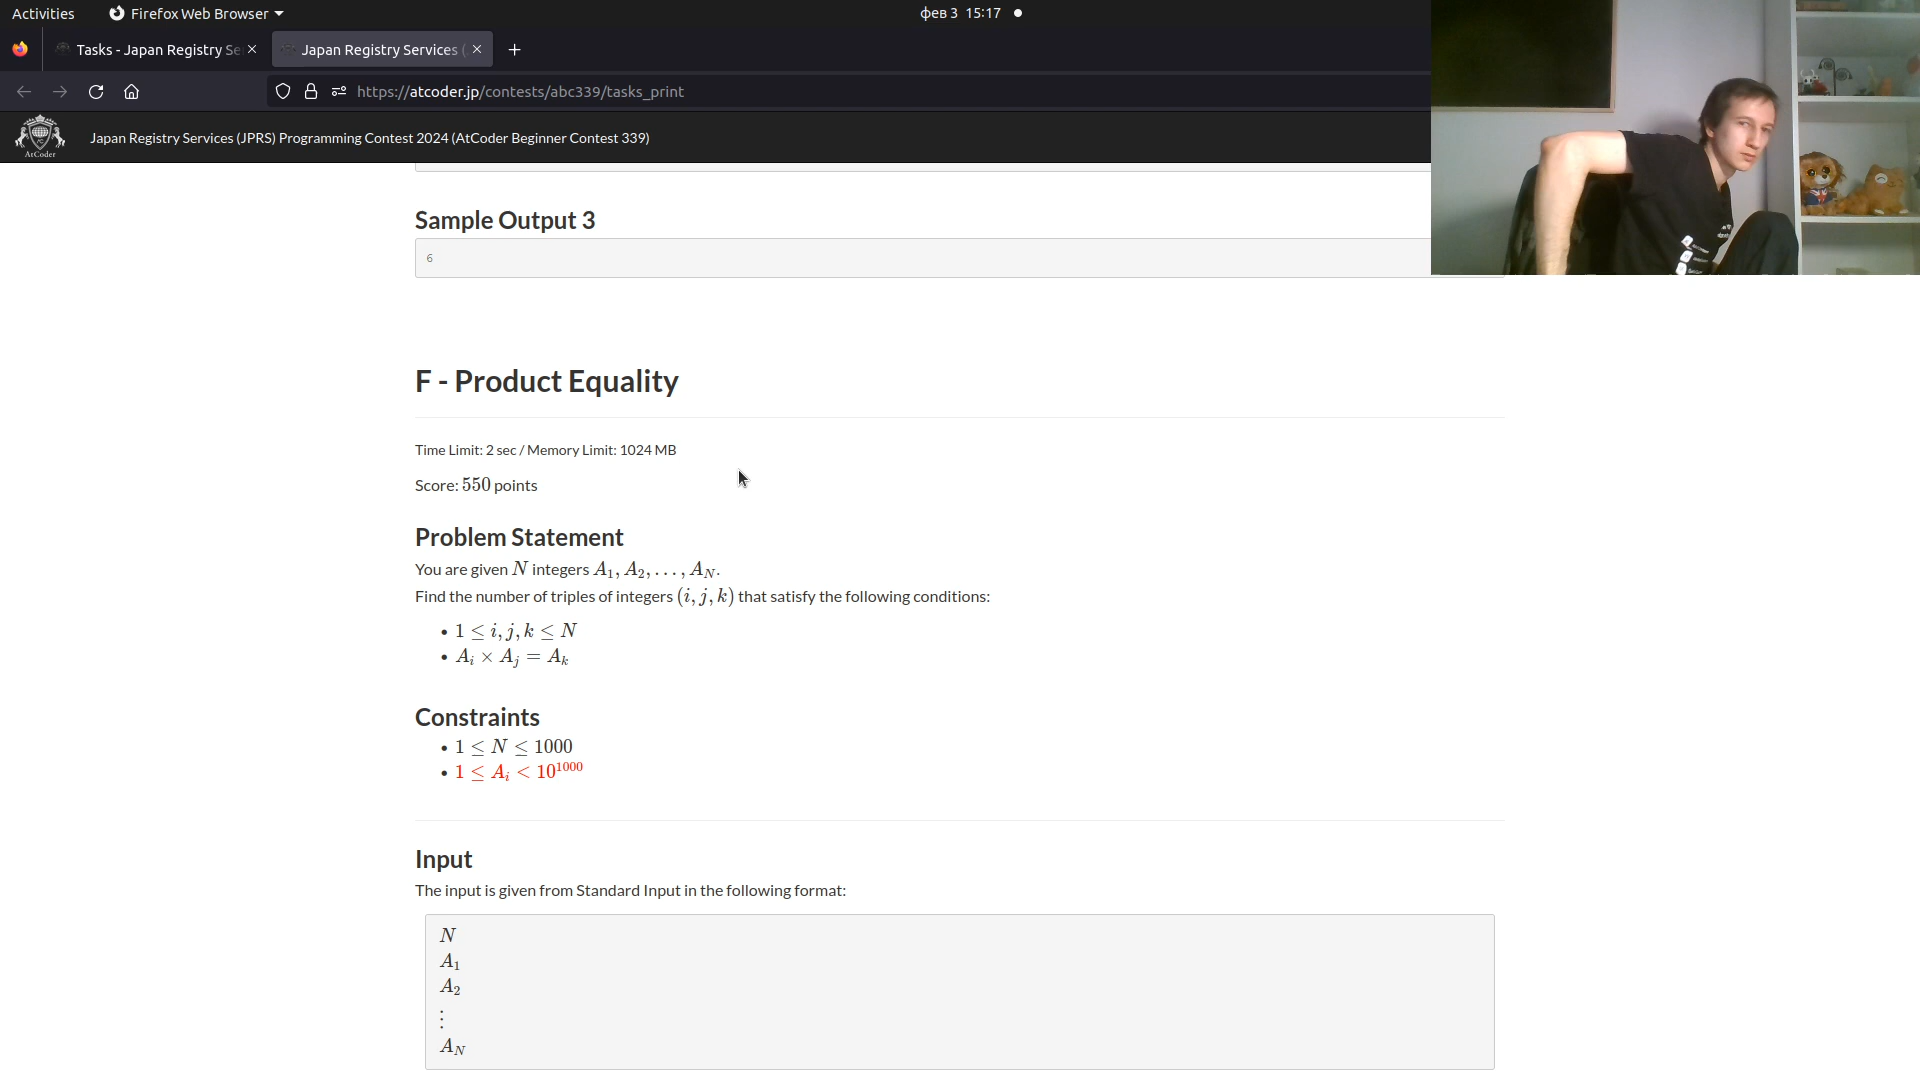 Activities
Firefox Web Browser
фев 3 15:17
Tasks - Japan Registry Se
Japan Registry Services (
https://atcoder.jp/contests/abc339/tasks_print
AtCoder
Japan Registry Services (JPRS) Programming Contest 2024 (AtCoder Beginner Contest 339)
Sample Output 3
6
F - Product Equality
Time Limit: 2 sec / Memory Limit: 1024 MB
Score: 550 points
Problem Statement
You are given N integers A₁, A₂, . . . , A_N.
Find the number of triples of integers (i, j, k) that satisfy the following conditions:
• 1 ≤ i, j, k ≤ N
• Aᵢ × Aⱼ = Aₖ
Constraints
• 1 ≤ N ≤ 1000
• 1 ≤ Aᵢ < 10¹⁰⁰⁰
Input
The input is given from Standard Input in the following format:
N
A₁
A₂
⋮
A_N